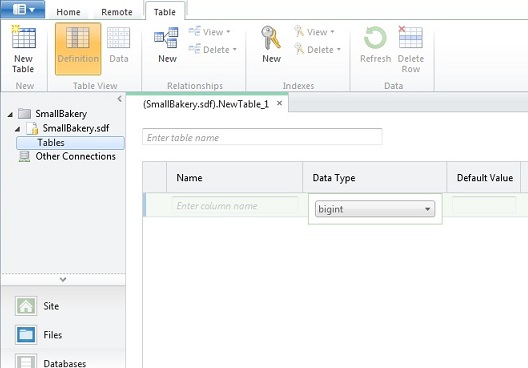 Home Remote Table
New Table
Definition
Data
New
View
Delete
New
View
Delete
Refresh
Delete Row
New
Table View
Relationships
Indexes
Data
SmallBakery
SmallBakery.sdf
Tables
Other Connections
(SmallBakery.sdf).NewTable_1 ×
Enter table name
Name Data Type Default Value
Enter column name bigint
Site
Files
Databases